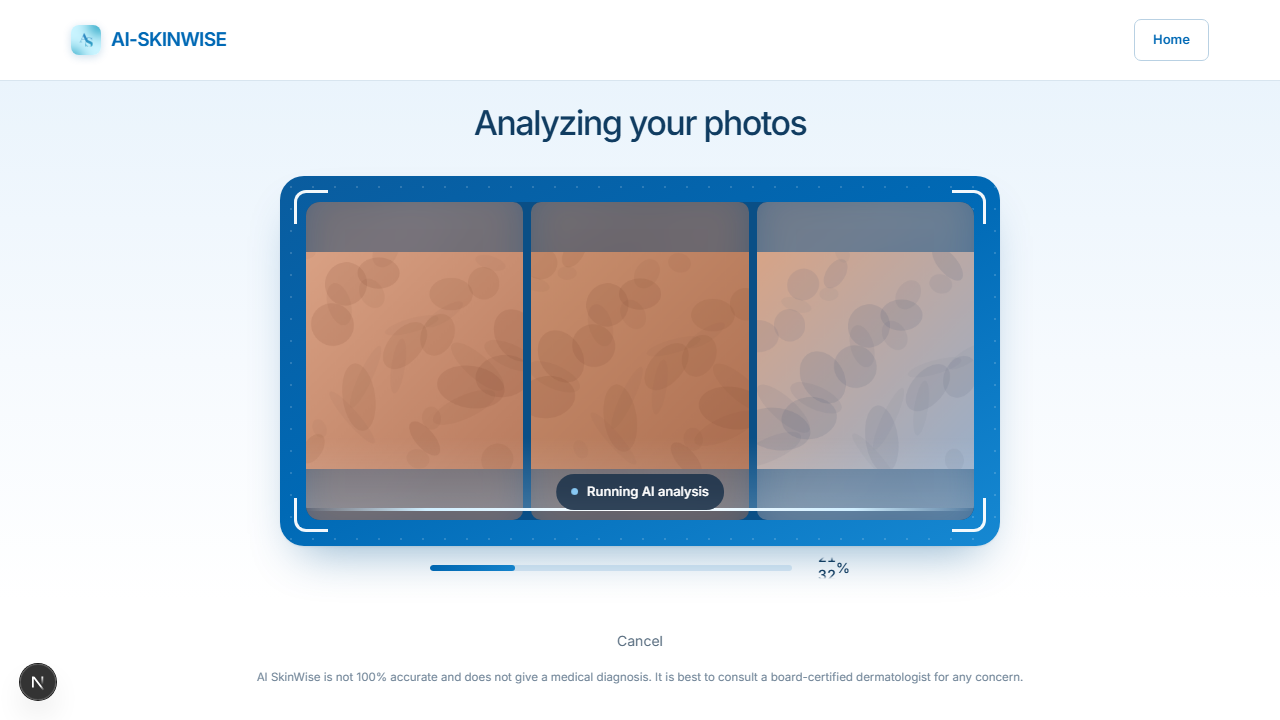 AI-SKINWISE
Home
Analyzing your photos
Running AI analysis
%
Cancel
AI SkinWise is not 100% accurate and does not give a medical diagnosis. It is best to consult a board-certified dermatologist for any concern.
N